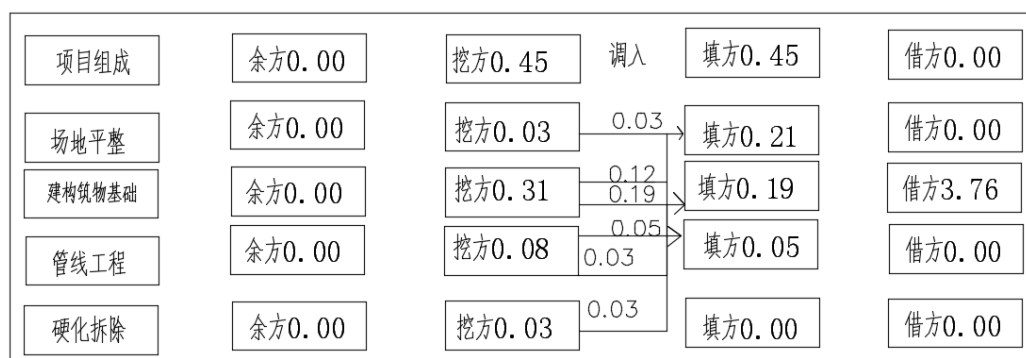 项目组成 余方0.00 挖方0.45 调入 填方0.45 借方0.00
场地平整 余方0.00 挖方0.03 0.03 填方0.21 借方0.00
建构筑物基础 余方0.00 挖方0.31 0.12 0.19 填方0.19 借方3.76
管线工程 余方0.00 挖方0.08 0.05 0.03 填方0.05 借方0.00
硬化拆除 余方0.00 挖方0.03 0.03 填方0.00 借方0.00